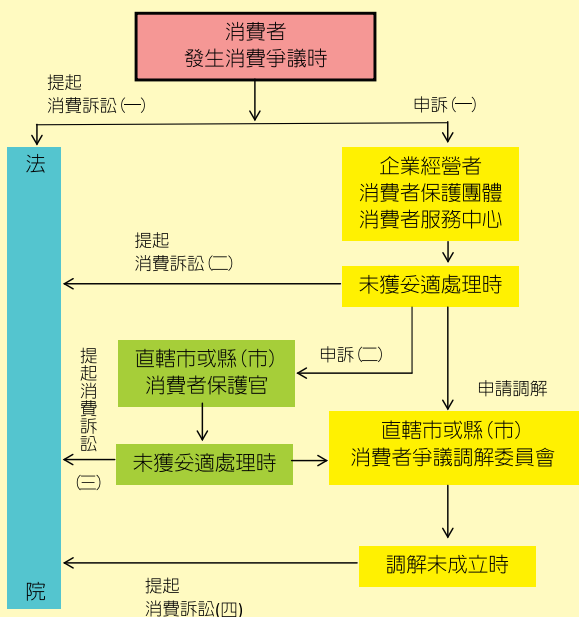 消費者
發生消費爭議時
提起
消費訴訟(一)
申訴(一)
法
企業經營者
消費者保護團體
消費者服務中心
提起
消費訴訟(二)
未獲妥適處理時
直轄市或縣(市)
消費者保護官
申訴(二)
提起消費訴訟
(三)
申請調解
直轄市或縣(市)
消費者爭議調解委員會
未獲妥適處理時
調解未成立時
院
提起
消費訴訟(四)